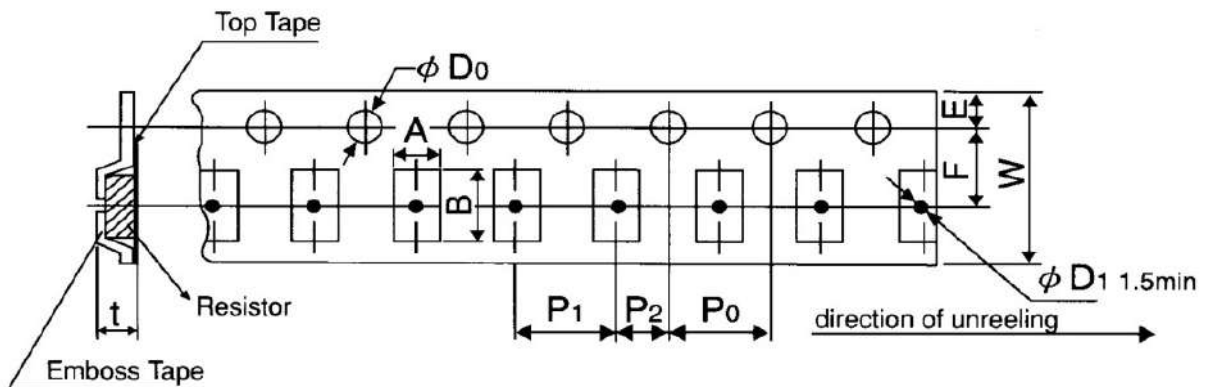 Top Tape
φ D0
A
B
E
F
W
φ D1 1.5min
P1
P2
P0
direction of unreeling
t
Resistor
Emboss Tape